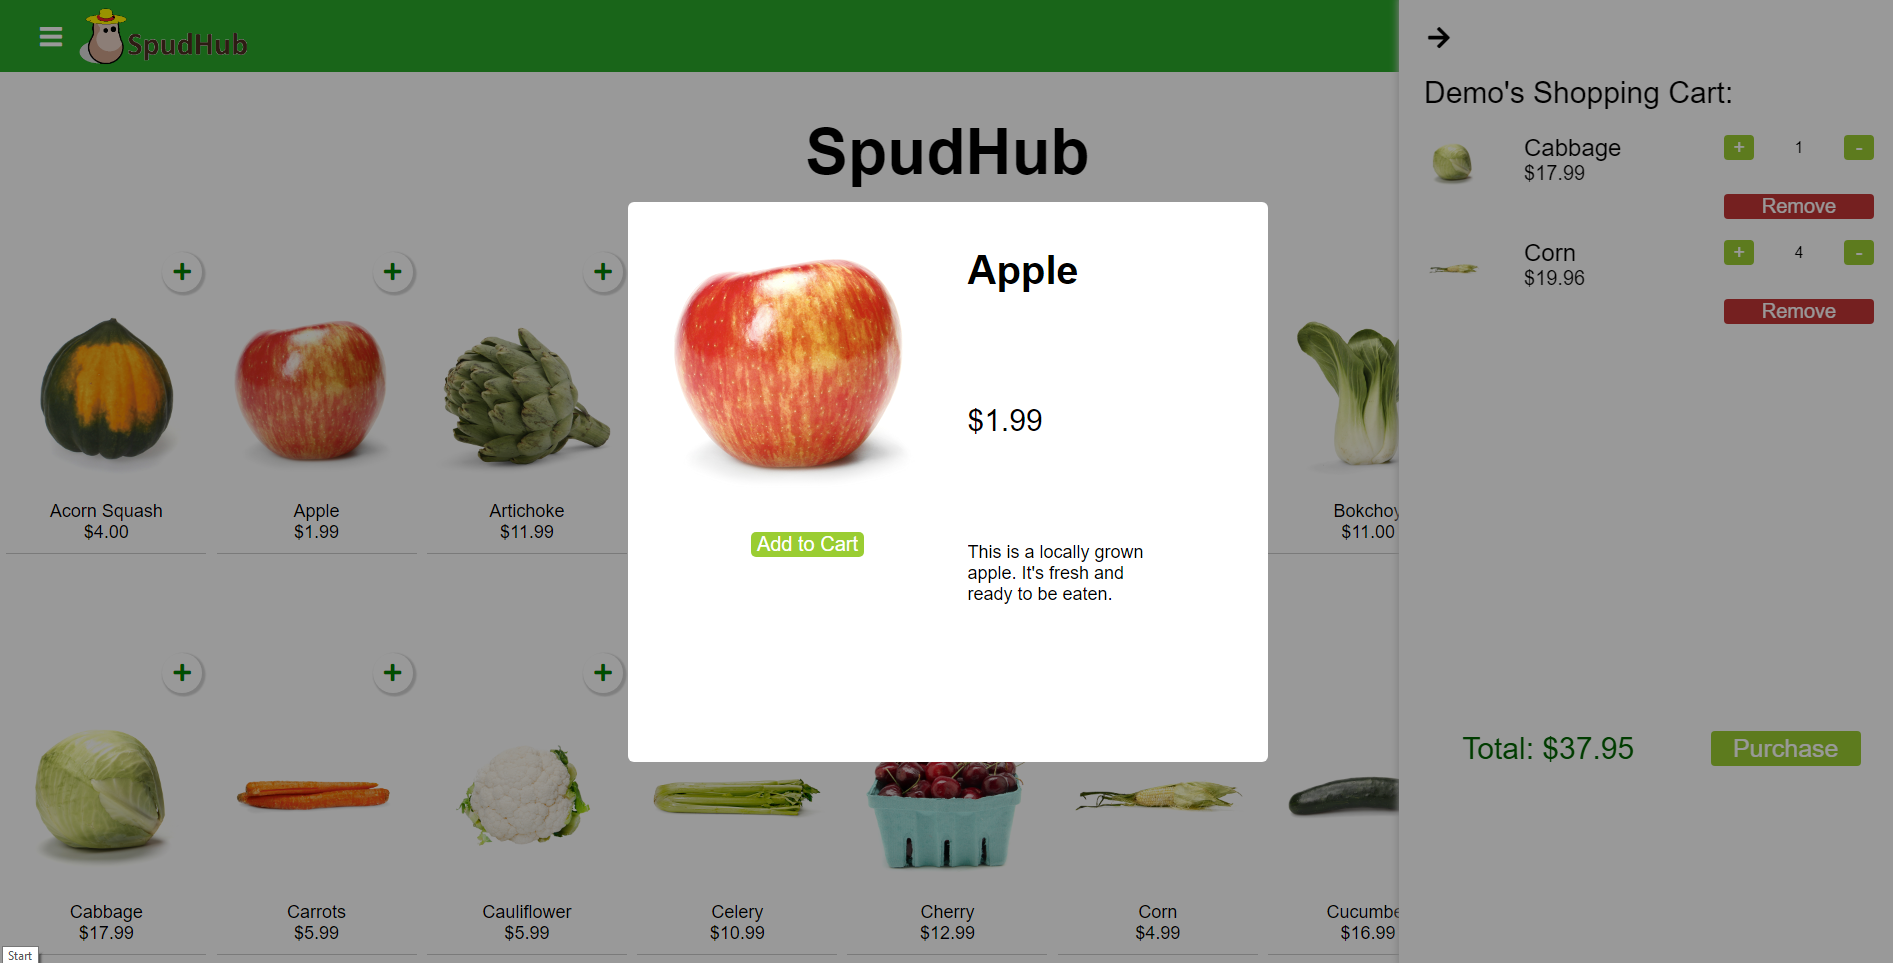 SpudHub
SpudHub
Acorn Squash
$4.00
Apple
$1.99
Artichoke
$11.99
Bokchoy
$11.00
Apple
$1.99
Add to Cart
This is a locally grown
apple. It's fresh and
ready to be eaten.
Cabbage
$17.99
Carrots
$5.99
Cauliflower
$5.99
Celery
$10.99
Cherry
$12.99
Corn
$4.99
Cucumbe
$16.99
Demo's Shopping Cart:
Cabbage
$17.99
+ 1 -
Remove
Corn
$19.96
+ 4 -
Remove
Total: $37.95
Purchase
Start